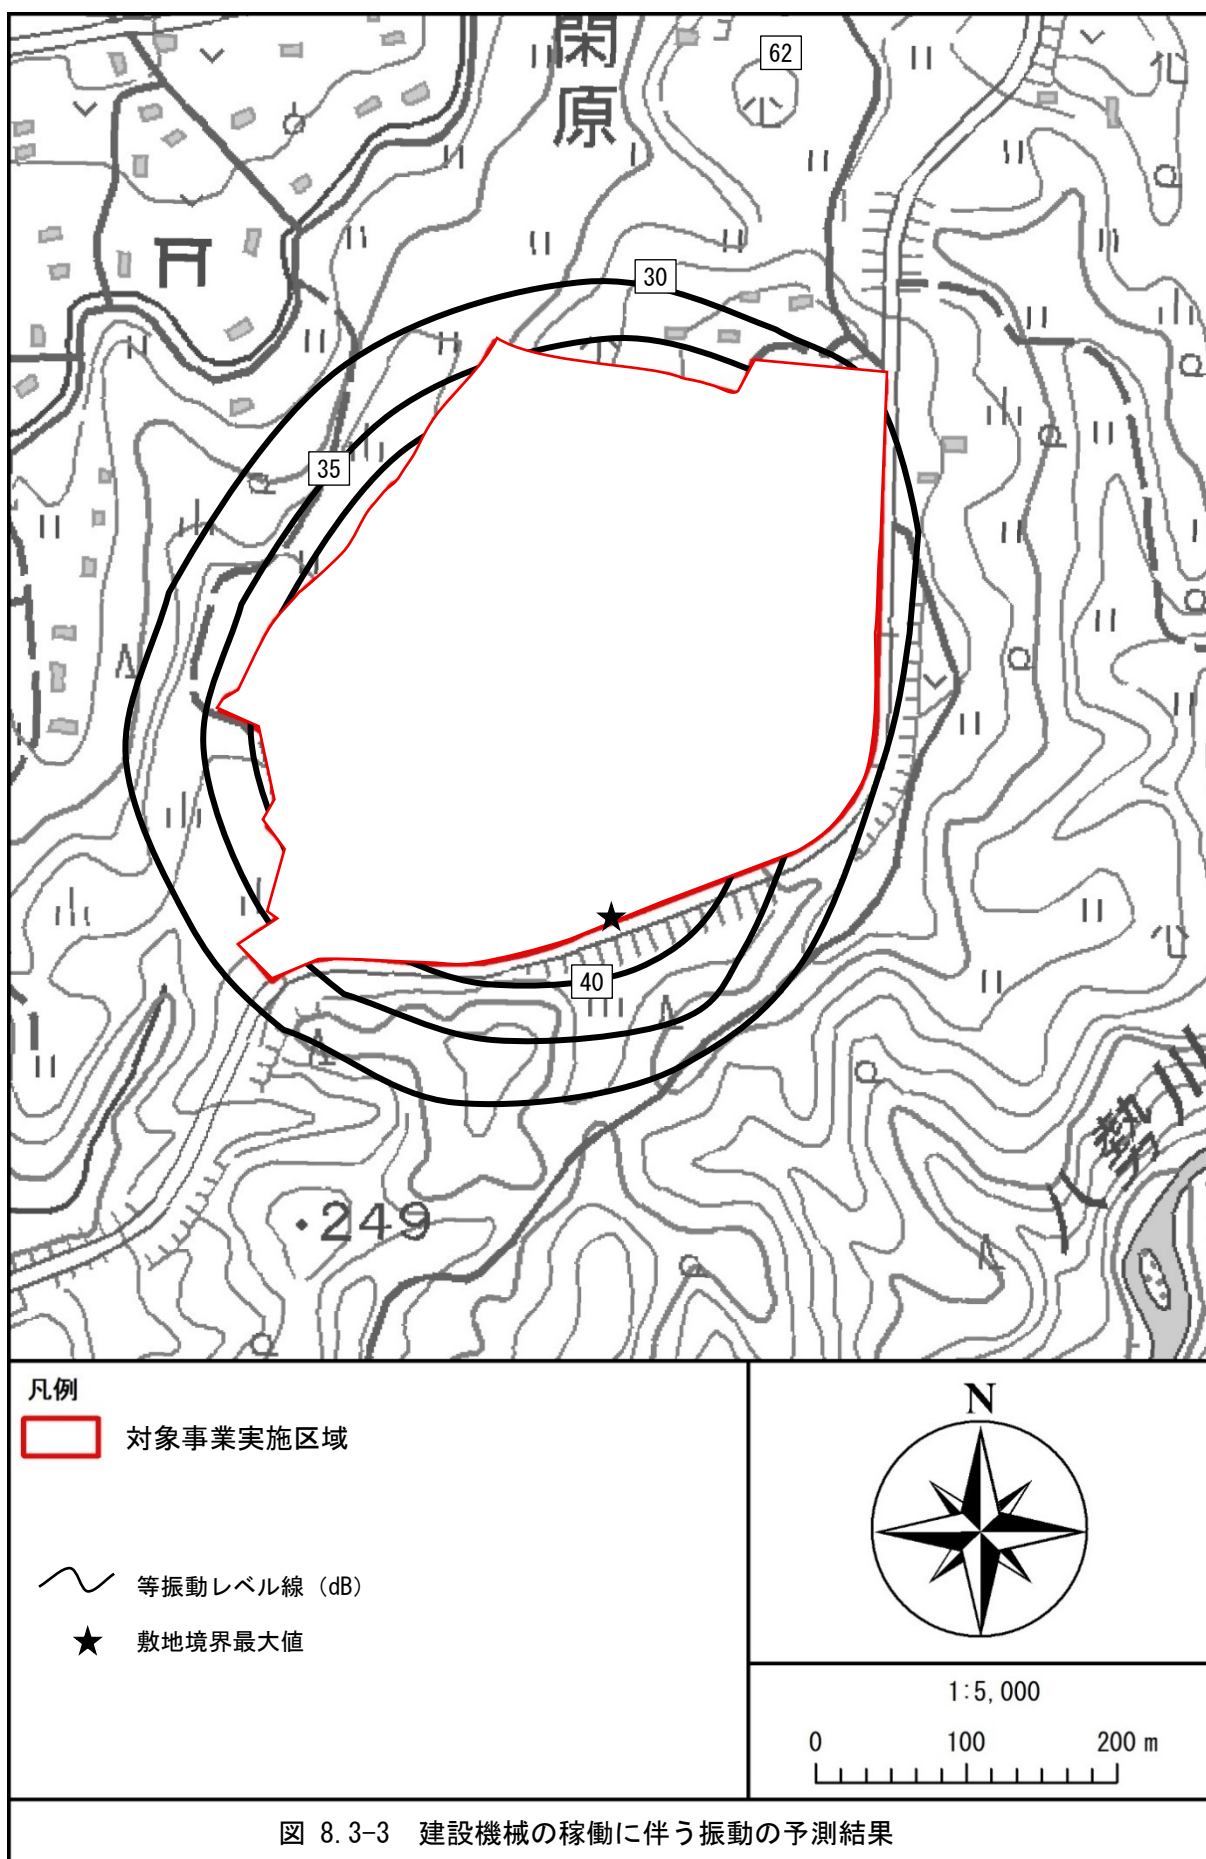 閑原
62
30
35
40
249
八勢川
凡例
対象事業実施区域
等振動レベル線 (dB)
敷地境界最大値
N
1:5,000
0 100 200 m
図 8.3-3 建設機械の稼働に伴う振動の予測結果